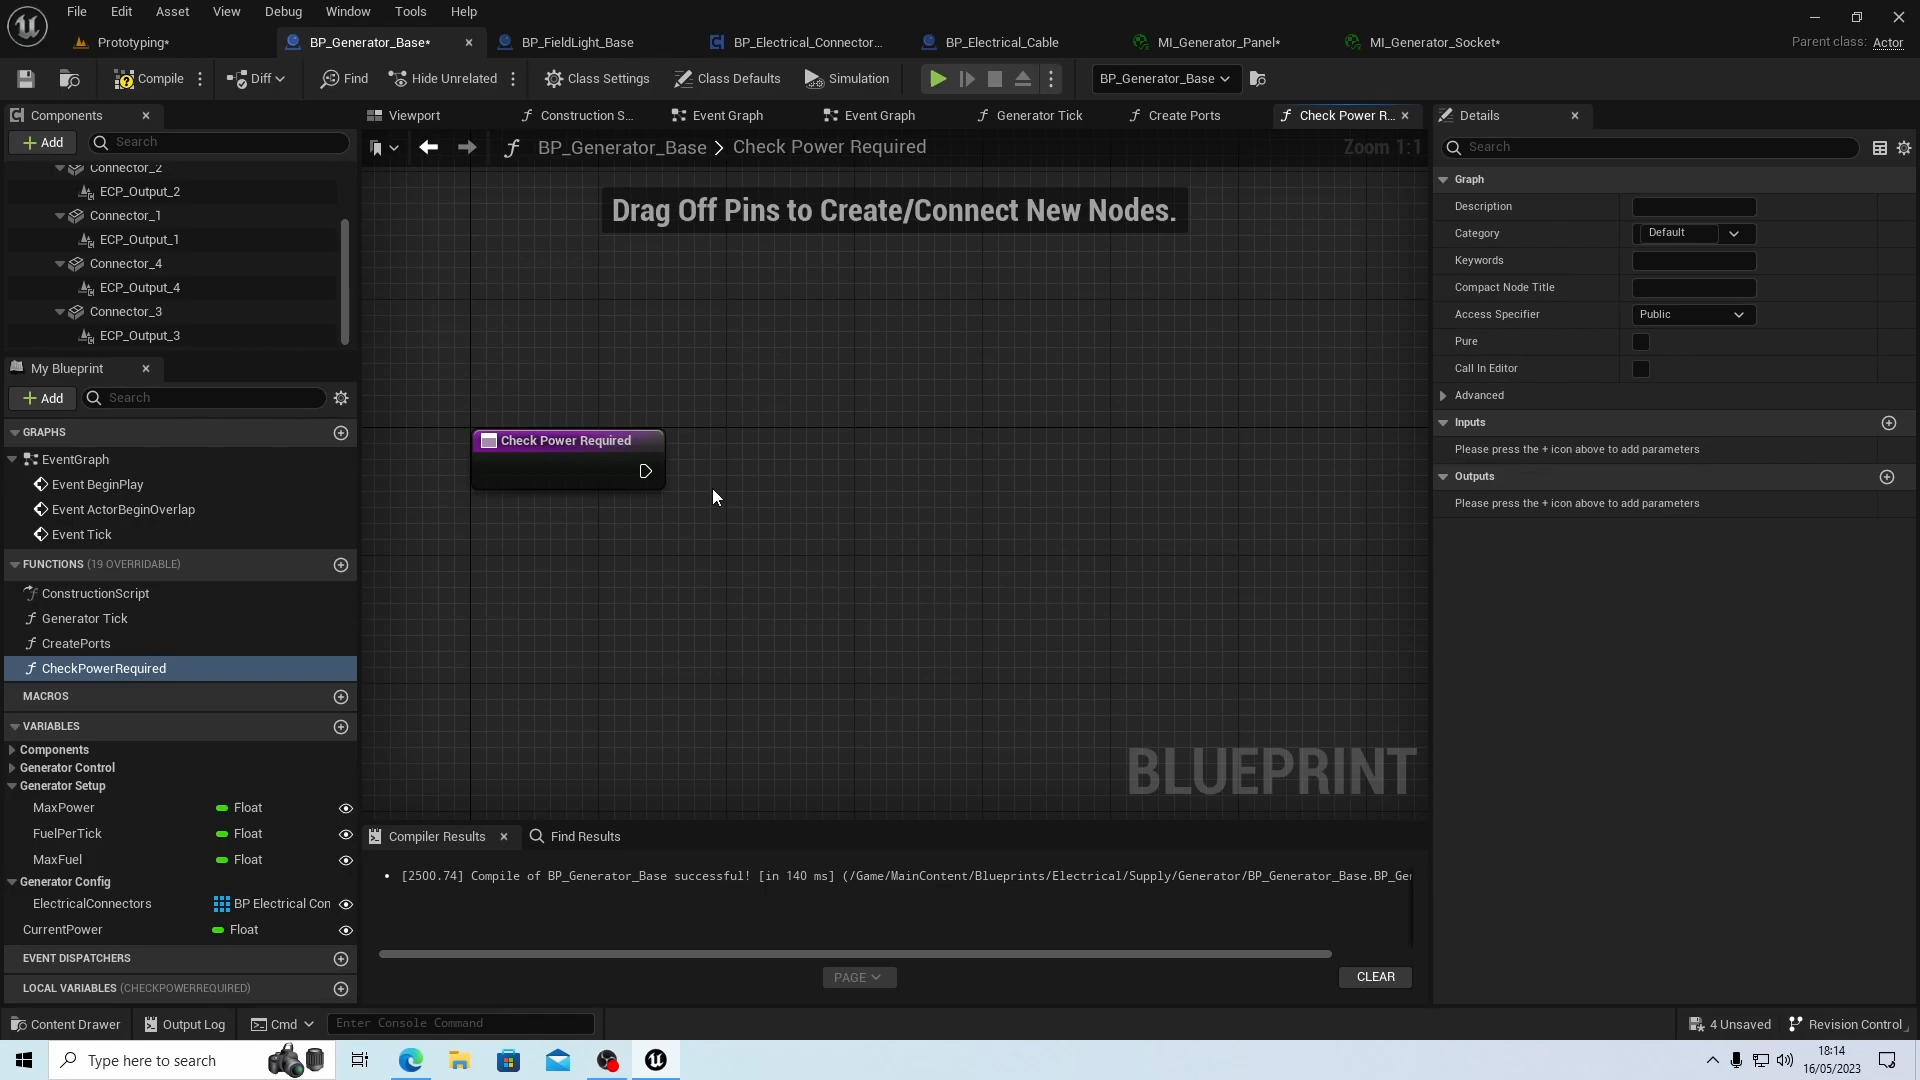 File Edit Asset View Debug Window Tools Help
Prototyping* BP_Generator_Base* BP_FieldLight_Base BP_Electrical_Connector... BP_Electrical_Cable MI_Generator_Panel* MI_Generator_Socket* Parent class: Actor
Compile Diff Find Hide Unrelated Class Settings Class Defaults Simulation BP_Generator_Base
Components
Add Search
Connector_2
ECP_Output_2
Connector_1
ECP_Output_1
Connector_4
ECP_Output_4
Connector_3
ECP_Output_3
My Blueprint
Add Search
GRAPHS
EventGraph
Event BeginPlay
Event ActorBeginOverlap
Event Tick
FUNCTIONS (19 OVERRIDABLE)
ConstructionScript
Generator Tick
CreatePorts
CheckPowerRequired
MACROS
VARIABLES
Components
Generator Control
Generator Setup
MaxPower Float
FuelPerTick Float
MaxFuel Float
Generator Config
ElectricalConnectors BP Electrical Con
CurrentPower Float
EVENT DISPATCHERS
LOCAL VARIABLES (CHECKPOWERREQUIRED)
Viewport Construction S... Event Graph Event Graph Generator Tick Create Ports Check Power R...
BP_Generator_Base > Check Power Required Zoom 1:1
Drag Off Pins to Create/Connect New Nodes.
Check Power Required
BLUEPRINT
Compiler Results Find Results
• [2500.74] Compile of BP_Generator_Base successful! [in 140 ms] (/Game/MainContent/Blueprints/Electrical/Supply/Generator/BP_Generator_Base.BP_Ge
PAGE CLEAR
Details
Search
Graph
Description
Category Default
Keywords
Compact Node Title
Access Specifier Public
Pure
Call In Editor
Advanced
Inputs
Please press the + icon above to add parameters
Outputs
Please press the + icon above to add parameters
Content Drawer Output Log Cmd Enter Console Command 4 Unsaved Revision Control
Type here to search
18:14
16/05/2023